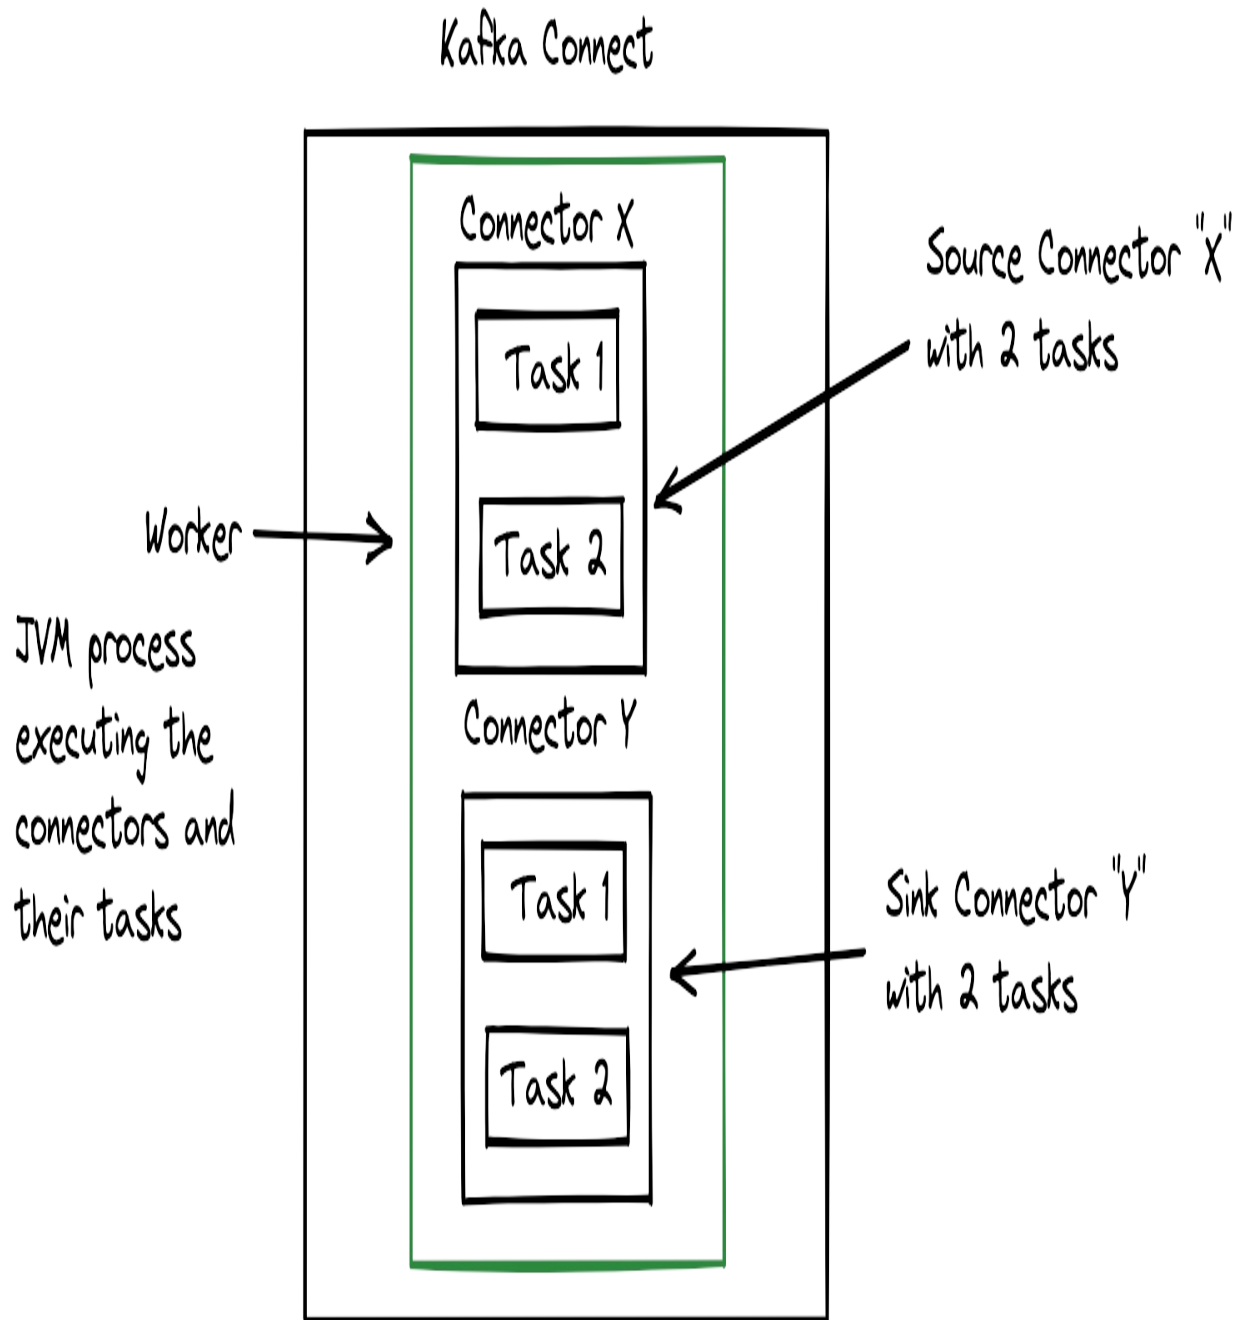 Kafka Connect
Connector X
Task 1
Task 2
Source Connector "X"
with 2 tasks
Worker
JVM process
executing the
connectors and
their tasks
Connector Y
Task 1
Task 2
Sink Connector "Y"
with 2 tasks